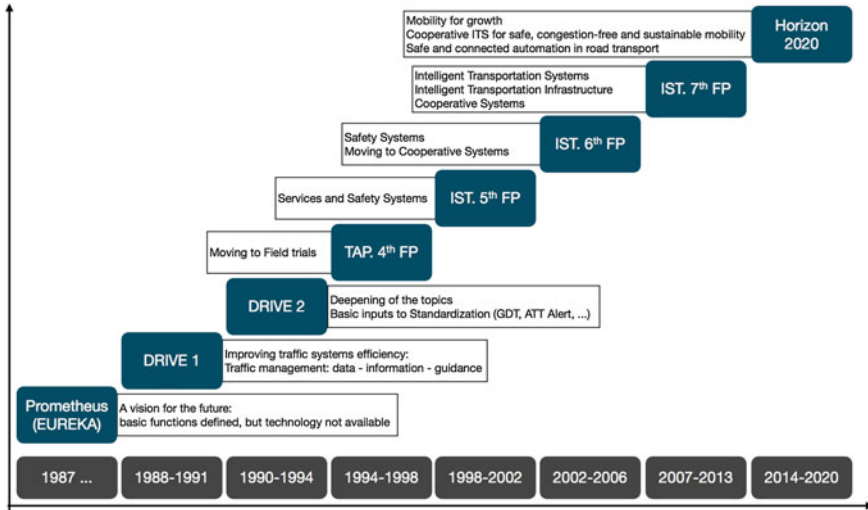 Mobility for growth
Cooperative ITS for safe, congestion-free and sustainable mobility
Safe and connected automation in road transport
Horizon
2020
Intelligent Transportation Systems
Intelligent Transportation Infrastructure
Cooperative Systems
IST. 7th FP
Safety Systems
Moving to Cooperative Systems
IST. 6th FP
Services and Safety Systems
IST. 5th FP
Moving to Field trials
TAP. 4th FP
DRIVE 2
Deepening of the topics
Basic inputs to Standardization (GDT, ATT Alert, ...)
DRIVE 1
Improving traffic systems efficiency:
Traffic management: data - information - guidance
Prometheus
(EUREKA)
A vision for the future:
basic functions defined, but technology not available
1987 ...
1988-1991
1990-1994
1994-1998
1998-2002
2002-2006
2007-2013
2014-2020